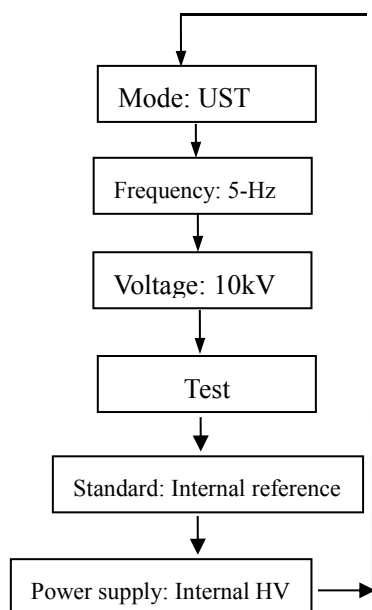 Mode: UST
Frequency: 5-Hz
Voltage: 10kV
Test
Standard: Internal reference
Power supply: Internal HV